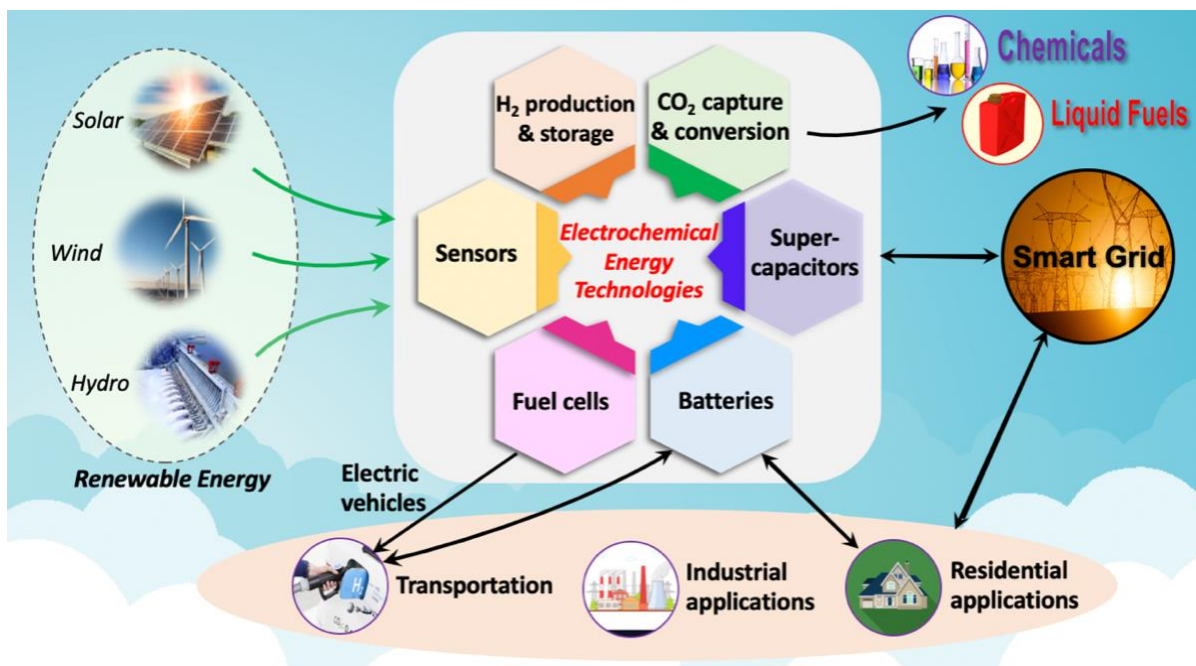 Solar
Wind
Hydro
Renewable Energy
H₂ production
& storage
CO₂ capture
& conversion
Sensors
Electrochemical
Energy
Technologies
Super-
capacitors
Fuel cells
Batteries
Chemicals
Liquid Fuels
Smart Grid
Electric
vehicles
H₂
Transportation
Industrial
applications
Residential
applications